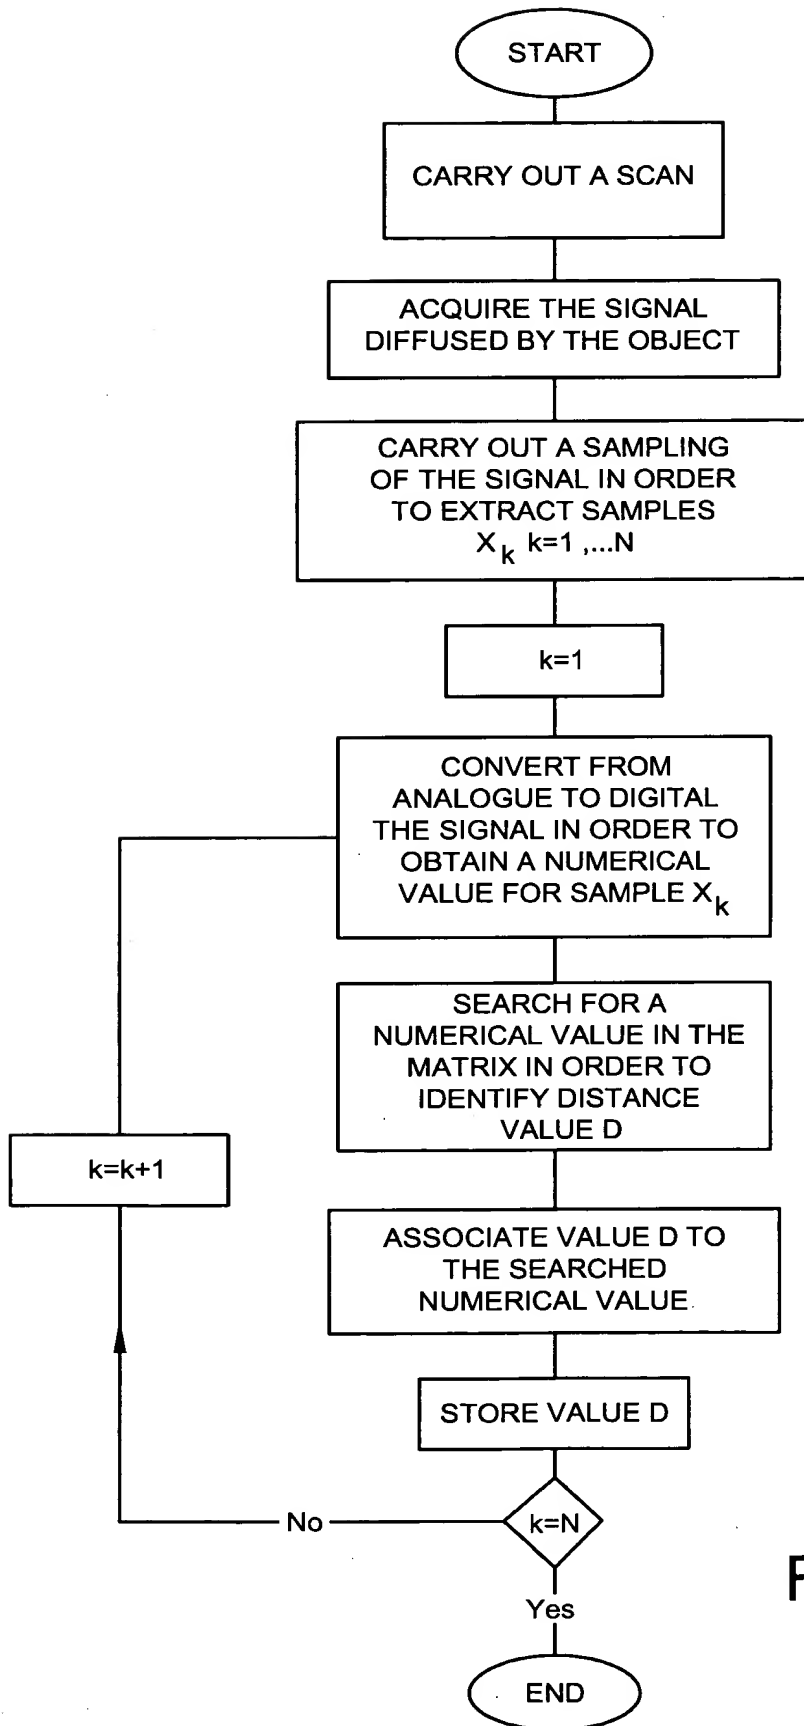 START
CARRY OUT A SCAN
ACQUIRE THE SIGNAL
DIFFUSED BY THE OBJECT
CARRY OUT A SAMPLING
OF THE SIGNAL IN ORDER
TO EXTRACT SAMPLES
X_k k=1 ,...N
k=1
CONVERT FROM
ANALOGUE TO DIGITAL
THE SIGNAL IN ORDER TO
OBTAIN A NUMERICAL
VALUE FOR SAMPLE X_k
SEARCH FOR A
NUMERICAL VALUE IN THE
MATRIX IN ORDER TO
IDENTIFY DISTANCE
VALUE D
k=k+1
ASSOCIATE VALUE D TO
THE SEARCHED
NUMERICAL VALUE
STORE VALUE D
No
k=N
Yes
END